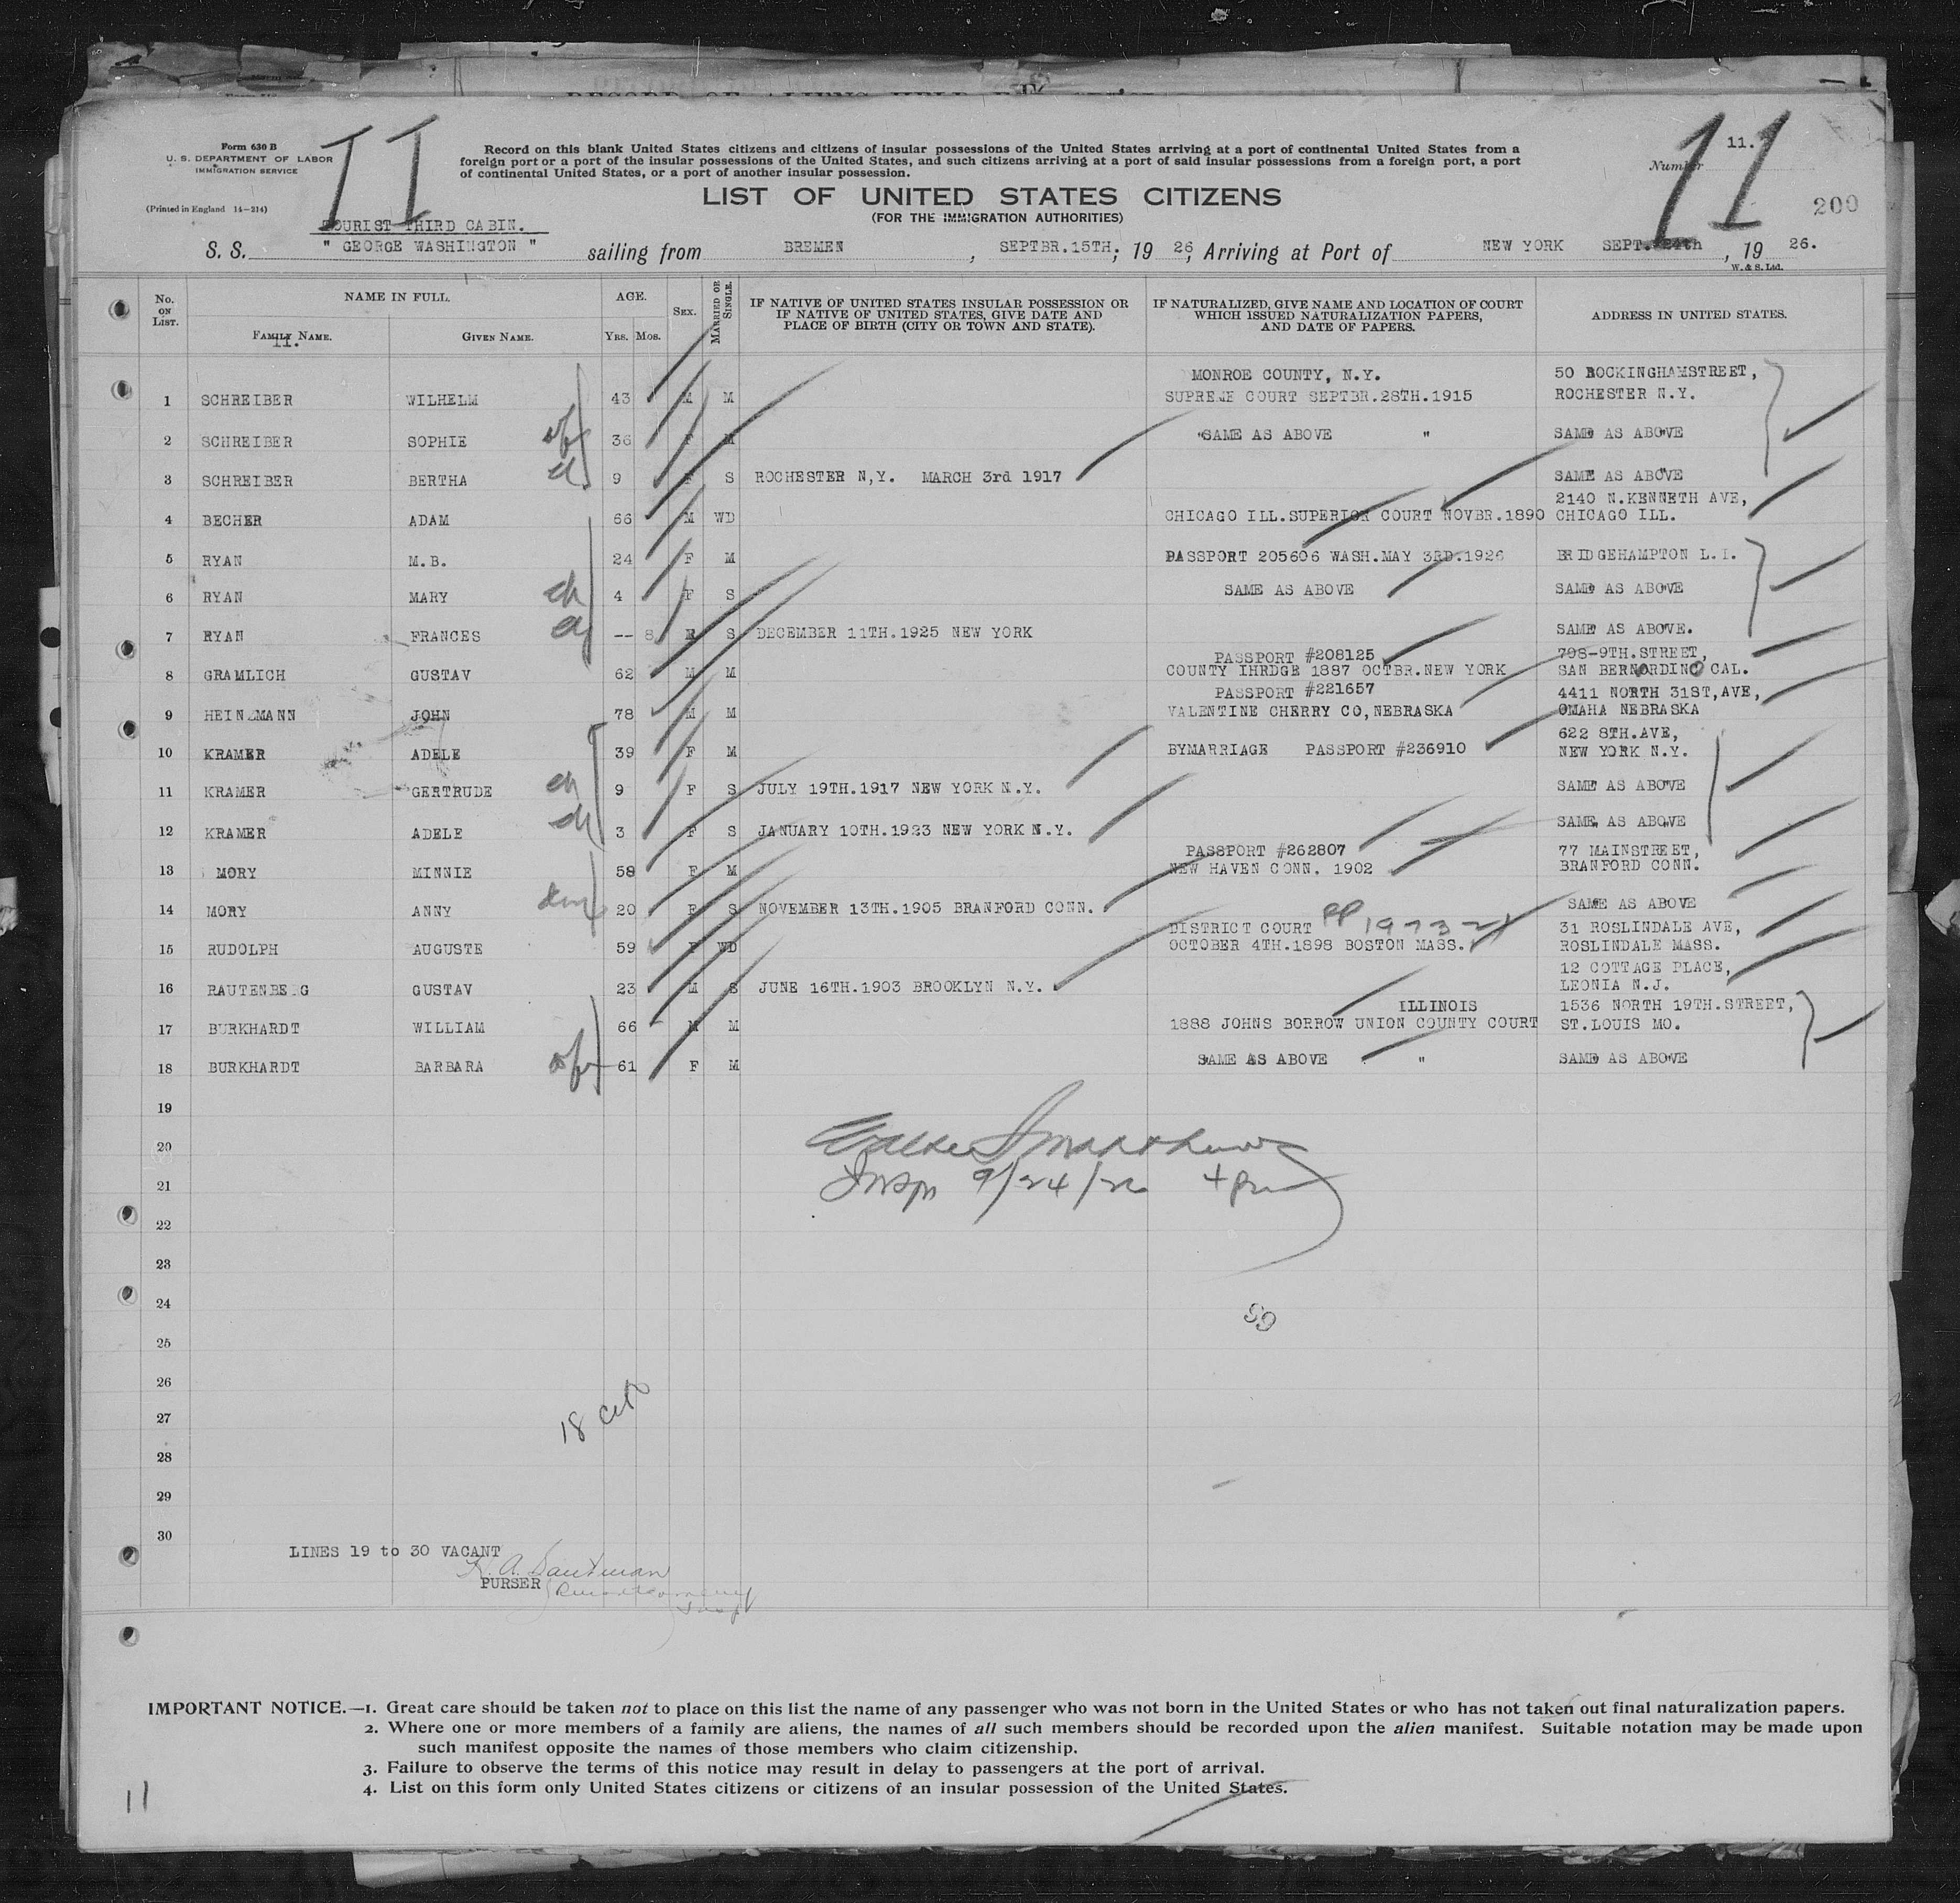 Form 630 B
U. S. DEPARTMENT OF LABOR
IMMIGRATION SERVICE
(Printed in England 14—214)
11
Record on this blank United States citizens and citizens of insular possessions of the United States arriving at a port of continental United States from a
foreign port or a port of the insular possessions of the United States, and such citizens arriving at a port of said insular possessions from a foreign port, a port
of continental United States, or a port of another insular possession.
11.
Number
11
200
LIST OF UNITED STATES CITIZENS
(FOR THE IMMIGRATION AUTHORITIES)
TOURIST THIRD CABIN.
S. S. " GEORGE WASHINGTON " sailing from BREMEN , SEPTBR.15TH; 19 26, Arriving at Port of NEW YORK SEPT. 24th , 19 26.
W. & S. Ltd.
No. ON LIST.
NAME IN FULL.
FAMILY NAME.
11.
GIVEN NAME.
AGE.
YRS. MOS.
SEX.
MARRIED OR SINGLE.
IF NATIVE OF UNITED STATES INSULAR POSSESSION OR
IF NATIVE OF UNITED STATES, GIVE DATE AND
PLACE OF BIRTH (CITY OR TOWN AND STATE).
IF NATURALIZED, GIVE NAME AND LOCATION OF COURT
WHICH ISSUED NATURALIZATION PAPERS,
AND DATE OF PAPERS.
ADDRESS IN UNITED STATES.
MONROE COUNTY, N.Y. 50 ROCKINGHAMSTREET,
1 SCHREIBER WILHELM 43 M M SUPREME COURT SEPTBR.28TH.1915 ROCHESTER N.Y.
2 SCHREIBER SOPHIE wf 36 F M "SAME AS ABOVE " SAME AS ABOVE
3 SCHREIBER BERTHA ch 9 F S ROCHESTER N,Y. MARCH 3rd 1917 SAME AS ABOVE
2140 N.KENNETH AVE,
4 BECHER ADAM 66 M WD CHICAGO ILL.SUPERIOR COURT NOVBR.1890 CHICAGO ILL.
5 RYAN M.B. 24 F M PASSPORT 205606 WASH.MAY 3RD.1926 BRIDGEHAMPTON L.I.
6 RYAN MARY ch 4 F S SAME AS ABOVE SAME AS ABOVE
7 RYAN FRANCES ch -- 8 F S DECEMBER 11TH.1925 NEW YORK SAME AS ABOVE.
PASSPORT #208125 798-9TH.STREET,
8 GRAMLICH GUSTAV 62 M M COUNTY IHRDGE 1887 OCTBR.NEW YORK SAN BERNORDINO CAL.
PASSPORT #221657 4411 NORTH 31ST,AVE,
9 HEINEMANN JOHN 78 M M VALENTINE CHERRY CO,NEBRASKA OMAHA NEBRASKA
622 8TH.AVE,
10 KRAMER ADELE 39 F M BYMARRIAGE PASSPORT #236910 NEW YORK N.Y.
11 KRAMER GERTRUDE ch 9 F S JULY 19TH.1917 NEW YORK N.Y. SAME AS ABOVE
12 KRAMER ADELE ch 3 F S JANUARY 10TH.1923 NEW YORK N.Y. SAME AS ABOVE
PASSPORT #262807 77 MAINSTREET,
13 MORY MINNIE 58 F M NEW HAVEN CONN. 1902 BRANFORD CONN.
14 MORY ANNY 20 F S NOVEMBER 13TH.1905 BRANFORD CONN. SAME AS ABOVE
DISTRICT COURT PP 31 ROSLINDALE AVE,
15 RUDOLPH AUGUSTE 59 F WD OCTOBER 4TH.1898 BOSTON MASS. ROSLINDALE MASS.
12 COTTAGE PLACE,
16 RAUTENBERG GUSTAV 23 M S JUNE 16TH.1903 BROOKLYN N.Y. LEONIA N.J.
ILLINOIS 1536 NORTH 19TH.STREET,
17 BURKHARDT WILLIAM 66 M M 1888 JOHNS BORROW UNION COUNTY COURT ST.LOUIS MO.
18 BURKHARDT BARBARA wf 61 F M SAME AS ABOVE " SAME AS ABOVE
19
20
21 Insp 9/24/26
22
23
24
25
26
27 18 cit
28
29
30
LINES 19 to 30 VACANT
PURSER
IMPORTANT NOTICE.—1. Great care should be taken not to place on this list the name of any passenger who was not born in the United States or who has not taken out final naturalization papers.
2. Where one or more members of a family are aliens, the names of all such members should be recorded upon the alien manifest. Suitable notation may be made upon
such manifest opposite the names of those members who claim citizenship.
3. Failure to observe the terms of this notice may result in delay to passengers at the port of arrival.
4. List on this form only United States citizens or citizens of an insular possession of the United States.
11